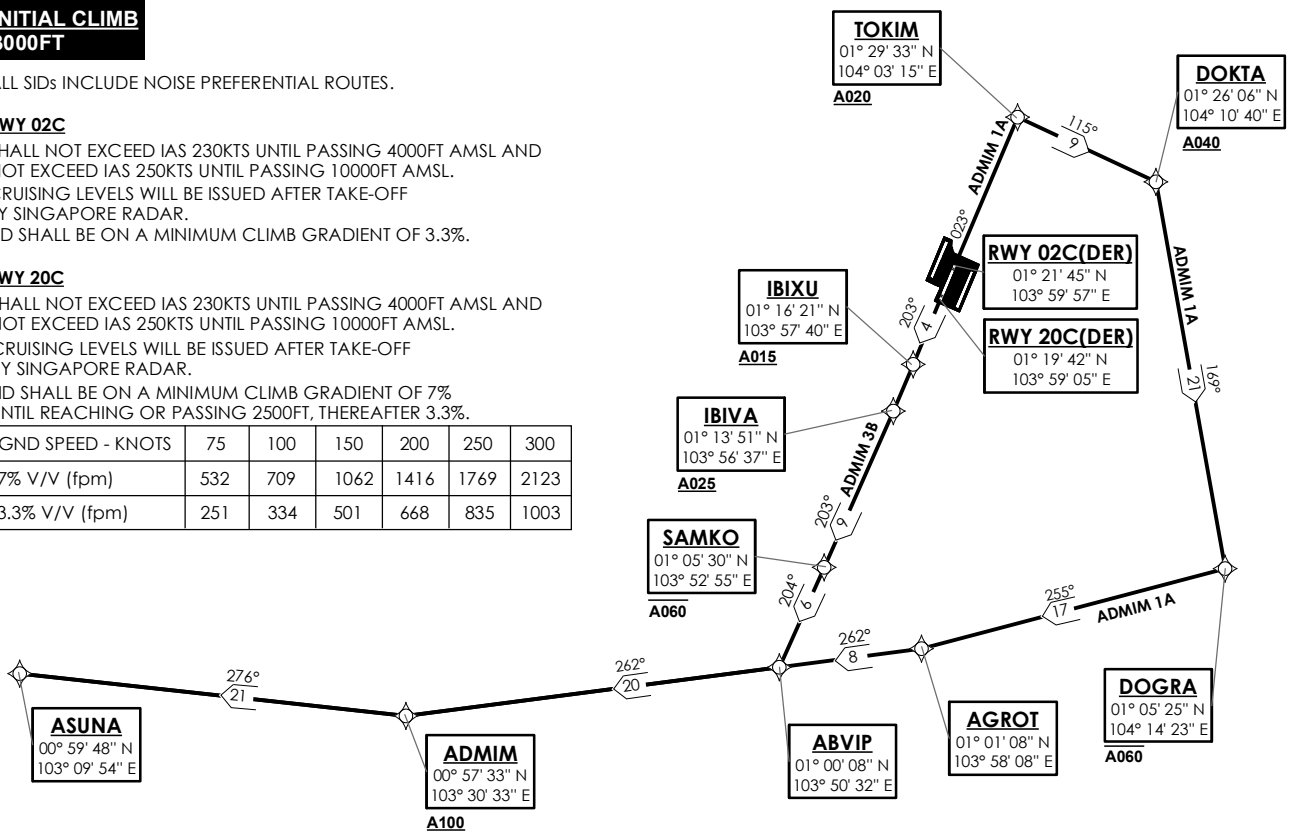 NITIAL CLIMB
3000FT
ALL SIDs INCLUDE NOISE PREFERENTIAL ROUTES.
WY 02C
HALL NOT EXCEED IAS 230KTS UNTIL PASSING 4000FT AMSL AND
NOT EXCEED IAS 250KTS UNTIL PASSING 10000FT AMSL.
CRUISING LEVELS WILL BE ISSUED AFTER TAKE-OFF
Y SINGAPORE RADAR.
ID SHALL BE ON A MINIMUM CLIMB GRADIENT OF 3.3%.
WY 20C
HALL NOT EXCEED IAS 230KTS UNTIL PASSING 4000FT AMSL AND
NOT EXCEED IAS 250KTS UNTIL PASSING 10000FT AMSL.
CRUISING LEVELS WILL BE ISSUED AFTER TAKE-OFF
Y SINGAPORE RADAR.
ID SHALL BE ON A MINIMUM CLIMB GRADIENT OF 7%
NTIL REACHING OR PASSING 2500FT, THEREAFTER 3.3%.
GND SPEED - KNOTS 75 100 150 200 250 300
7% V/V (fpm) 532 709 1062 1416 1769 2123
3.3% V/V (fpm) 251 334 501 668 835 1003
TOKIM
01° 29' 33" N
104° 03' 15" E
A020
DOKTA
01° 26' 06" N
104° 10' 40" E
A040
115°
9
ADMIM 1A
023°
RWY 02C(DER)
01° 21' 45" N
103° 59' 57" E
RWY 20C(DER)
01° 19' 42" N
103° 59' 05" E
IBIXU
01° 16' 21" N
103° 57' 40" E
A015
203°
4
ADMIM 1A
169°
21
IBIVA
01° 13' 51" N
103° 56' 37" E
A025
ADMIM 3B
203°
9
SAMKO
01° 05' 30" N
103° 52' 55" E
A060
204°
6
255°
17
ADMIM 1A
262°
8
262°
20
276°
21
DOGRA
01° 05' 25" N
104° 14' 23" E
A060
AGROT
01° 01' 08" N
103° 58' 08" E
ABVIP
01° 00' 08" N
103° 50' 32" E
ADMIM
00° 57' 33" N
103° 30' 33" E
A100
ASUNA
00° 59' 48" N
103° 09' 54" E